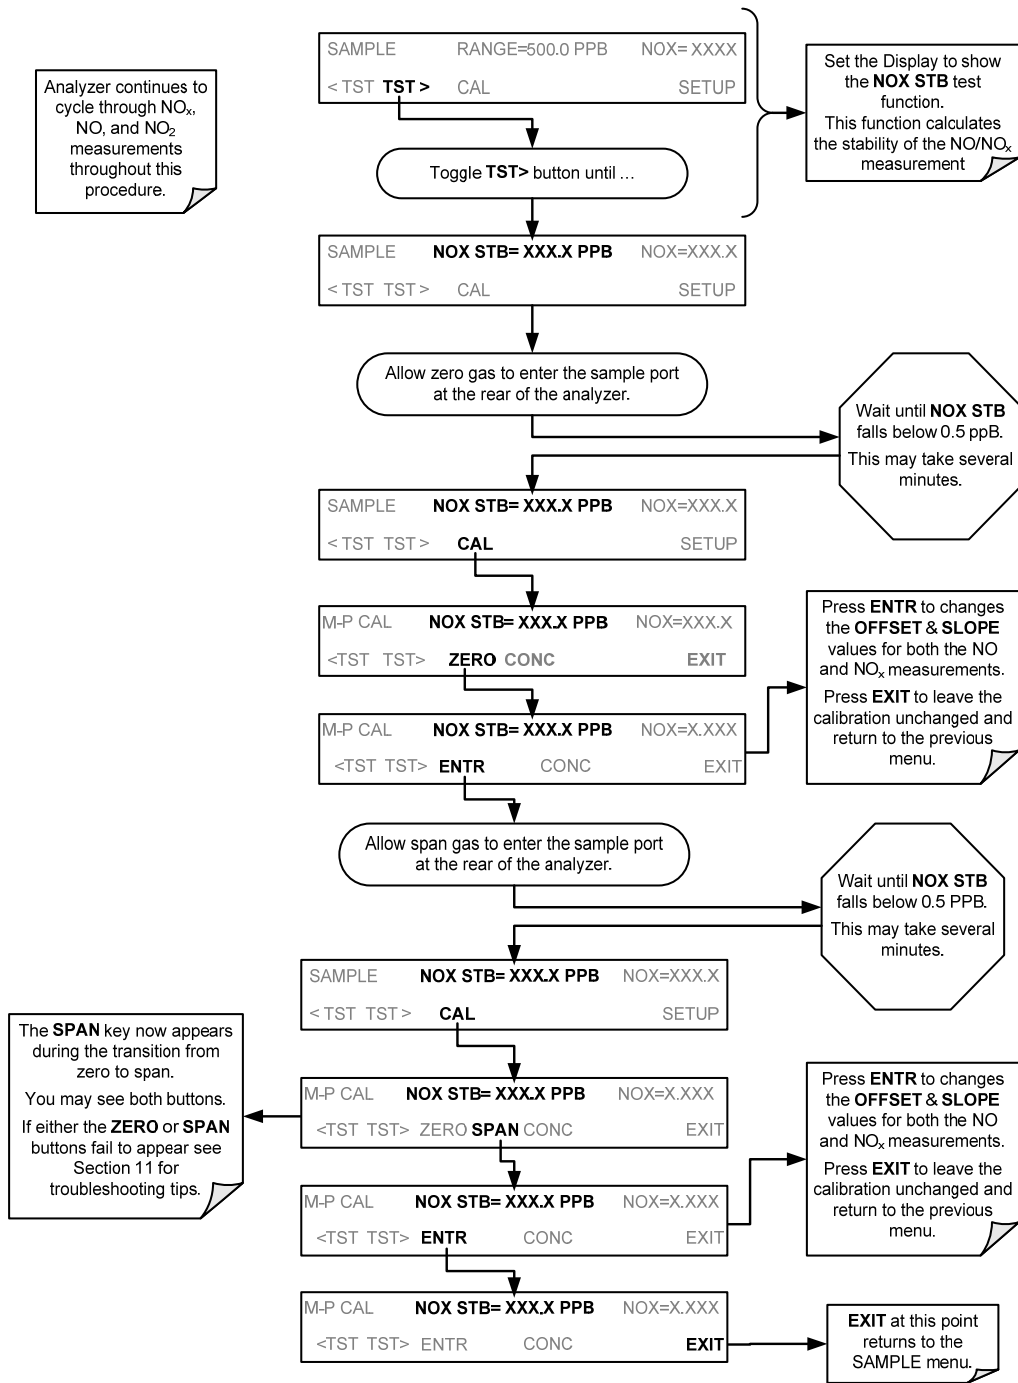 SAMPLE RANGE=500.0 PPB NOX= XXXX
< TST TST > CAL SETUP
Analyzer continues to
cycle through NOₓ,
NO, and NO₂
measurements
throughout this
procedure.
Set the Display to show
the NOX STB test
function.
This function calculates
the stability of the NO/NOₓ
measurement
Toggle TST> button until ...
SAMPLE NOX STB= XXX.X PPB NOX=XXX.X
< TST TST > CAL SETUP
Allow zero gas to enter the sample port
at the rear of the analyzer.
Wait until NOX STB
falls below 0.5 ppB.
This may take several
minutes.
SAMPLE NOX STB= XXX.X PPB NOX=XXX.X
< TST TST > CAL SETUP
M-P CAL NOX STB= XXX.X PPB NOX=XXX.X
<TST TST> ZERO CONC EXIT
M-P CAL NOX STB= XXX.X PPB NOX=X.XXX
<TST TST> ENTR CONC EXIT
Press ENTR to changes
the OFFSET & SLOPE
values for both the NO
and NOₓ measurements.
Press EXIT to leave the
calibration unchanged and
return to the previous
menu.
Allow span gas to enter the sample port
at the rear of the analyzer.
Wait until NOX STB
falls below 0.5 PPB.
This may take several
minutes.
SAMPLE NOX STB= XXX.X PPB NOX=XXX.X
< TST TST > CAL SETUP
The SPAN key now appears
during the transition from
zero to span.
You may see both buttons.
If either the ZERO or SPAN
buttons fail to appear see
Section 11 for
troubleshooting tips.
M-P CAL NOX STB= XXX.X PPB NOX=X.XXX
<TST TST> ZERO SPAN CONC EXIT
M-P CAL NOX STB= XXX.X PPB NOX=X.XXX
<TST TST> ENTR CONC EXIT
Press ENTR to changes
the OFFSET & SLOPE
values for both the NO
and NOₓ measurements.
Press EXIT to leave the
calibration unchanged and
return to the previous
menu.
M-P CAL NOX STB= XXX.X PPB NOX=X.XXX
<TST TST> ENTR CONC EXIT
EXIT at this point
returns to the
SAMPLE menu.